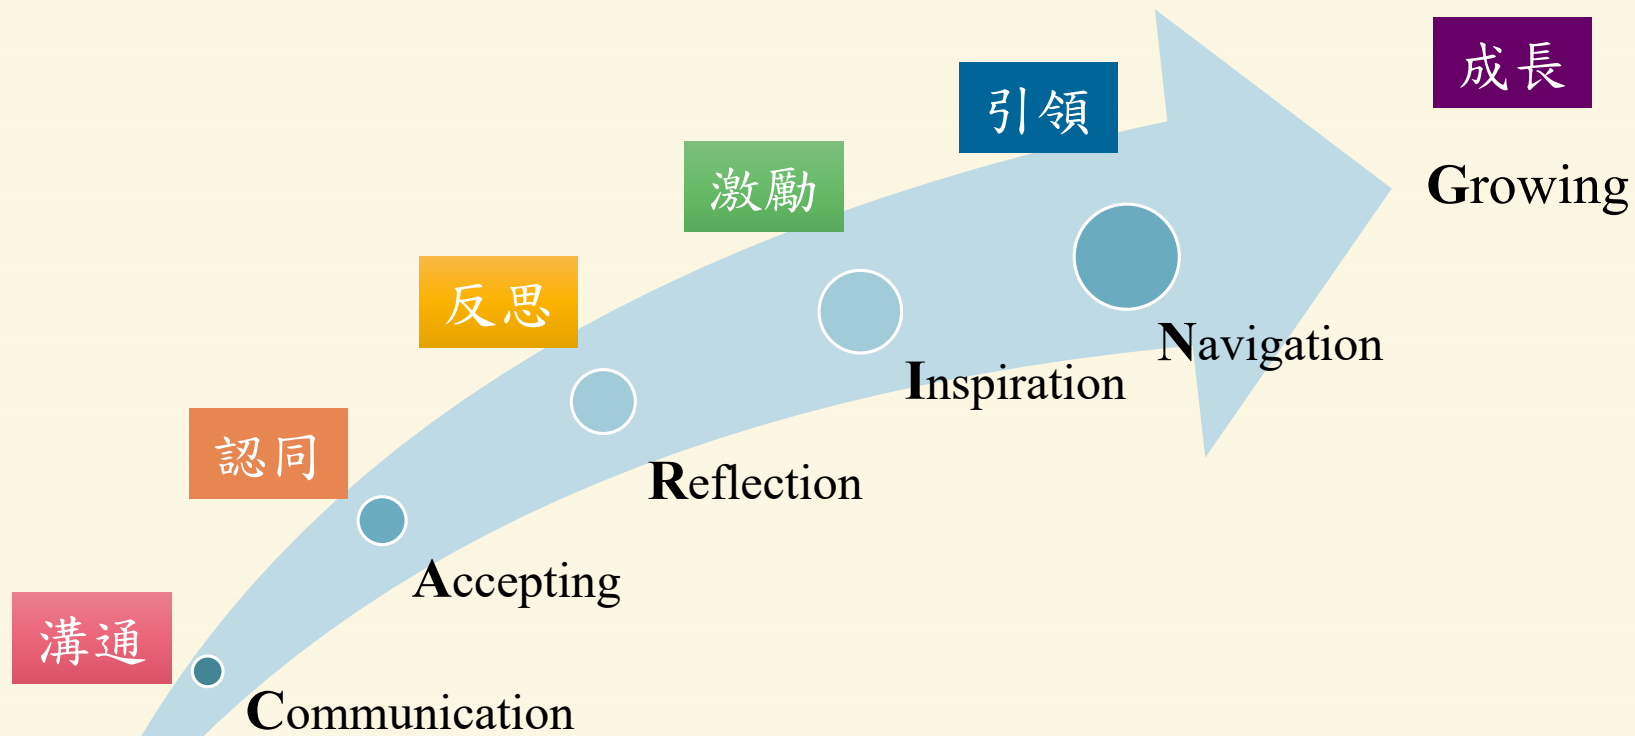 成長
引領
Growing
激勵
反思
Navigation
Inspiration
認同
Reflection
Accepting
溝通
Communication